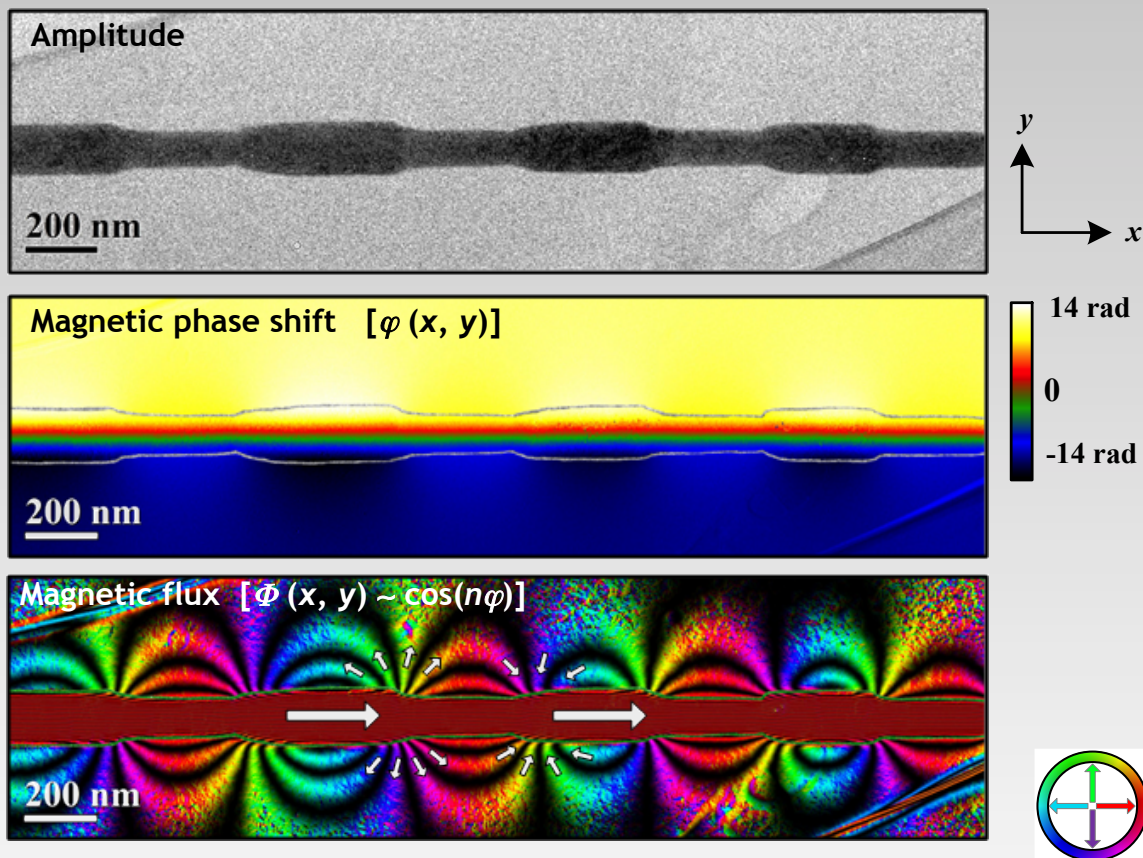 Amplitude
200 nm
y
x
Magnetic phase shift [φ (x, y)]
200 nm
14 rad
0
-14 rad
Magnetic flux [Φ (x, y) ~ cos(nφ)]
200 nm